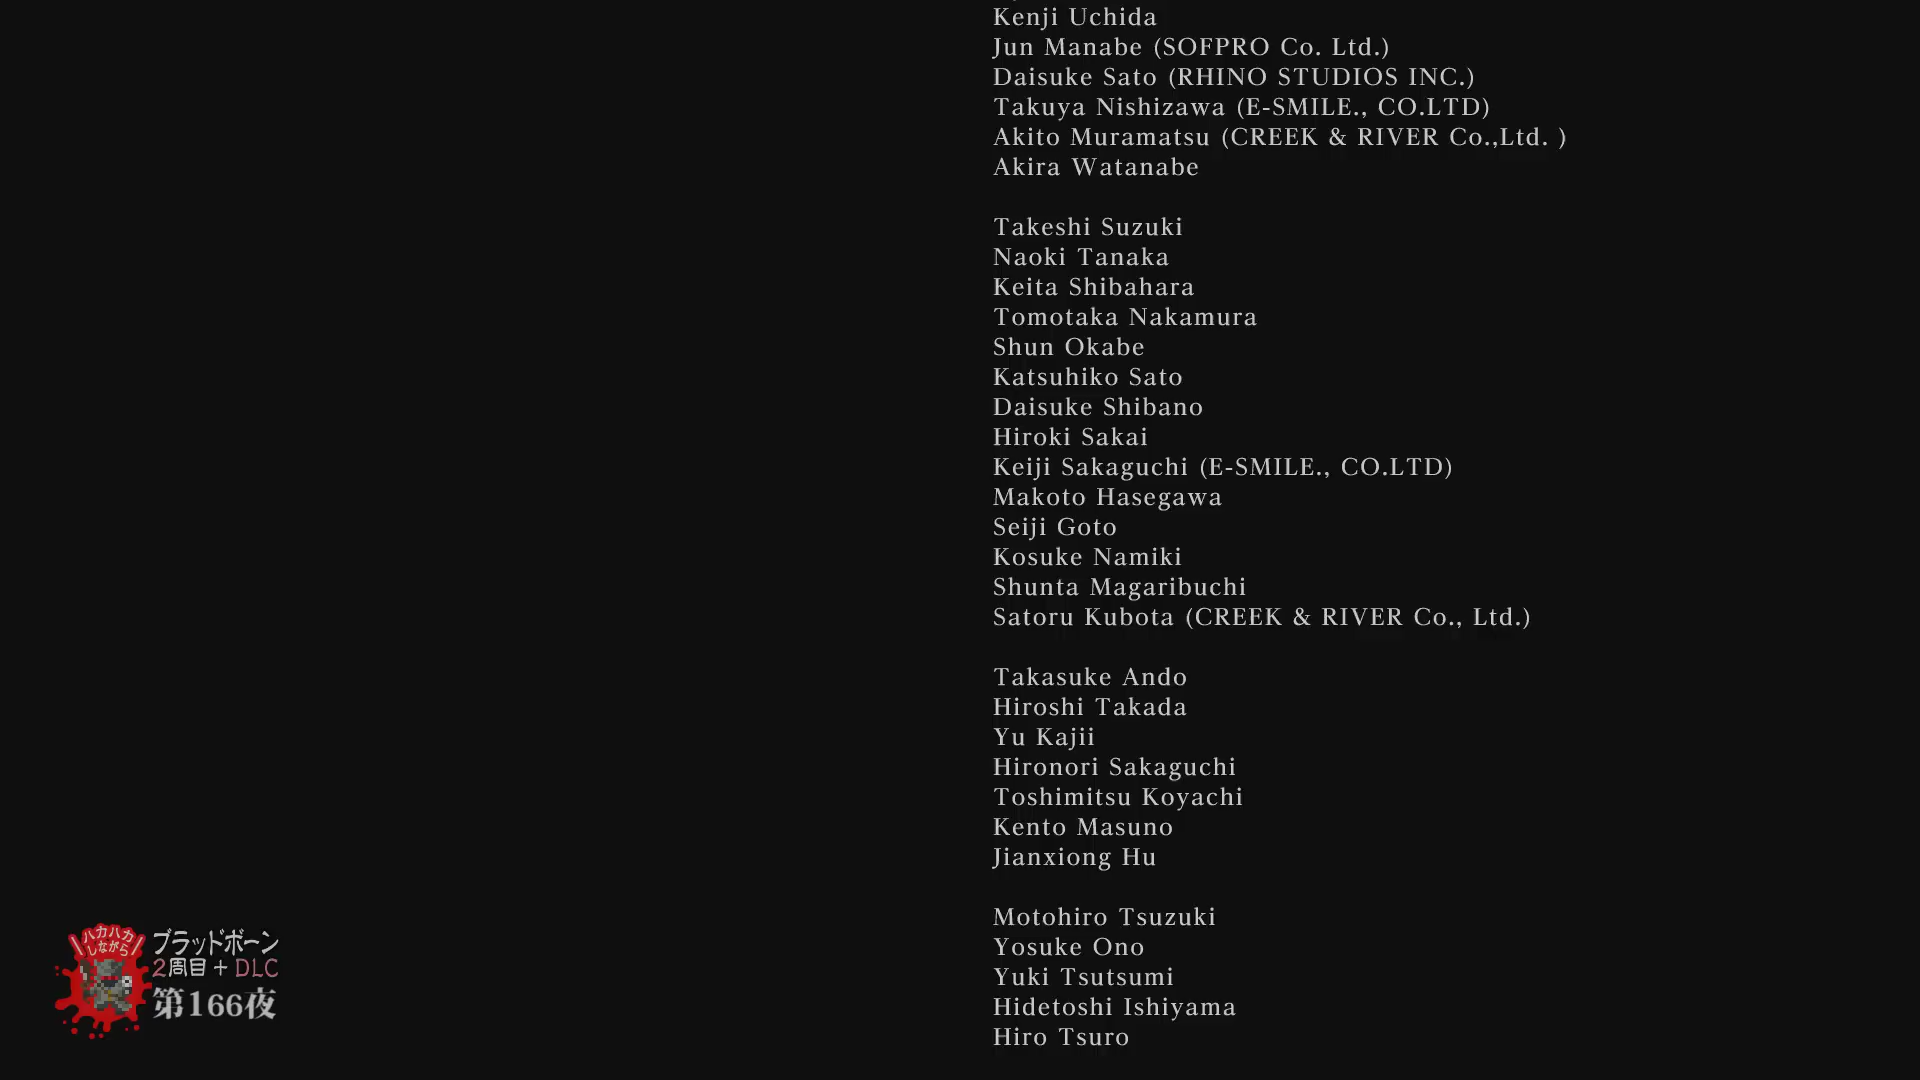 Kenji Uchida
Jun Manabe (SOFPRO Co. Ltd.)
Daisuke Sato (RHINO STUDIOS INC.)
Takuya Nishizawa (E-SMILE., CO.LTD)
Akito Muramatsu (CREEK & RIVER Co.,Ltd. )
Akira Watanabe
Takeshi Suzuki
Naoki Tanaka
Keita Shibahara
Tomotaka Nakamura
Shun Okabe
Katsuhiko Sato
Daisuke Shibano
Hiroki Sakai
Keiji Sakaguchi (E-SMILE., CO.LTD)
Makoto Hasegawa
Seiji Goto
Kosuke Namiki
Shunta Magaribuchi
Satoru Kubota (CREEK & RIVER Co., Ltd.)
Takasuke Ando
Hiroshi Takada
Yu Kajii
Hironori Sakaguchi
Toshimitsu Koyachi
Kento Masuno
Jianxiong Hu
Motohiro Tsuzuki
Yosuke Ono
Yuki Tsutsumi
Hidetoshi Ishiyama
Hiro Tsuro
ハカハカ
しながら
ブラッドボーン
2周目+DLC
第166夜